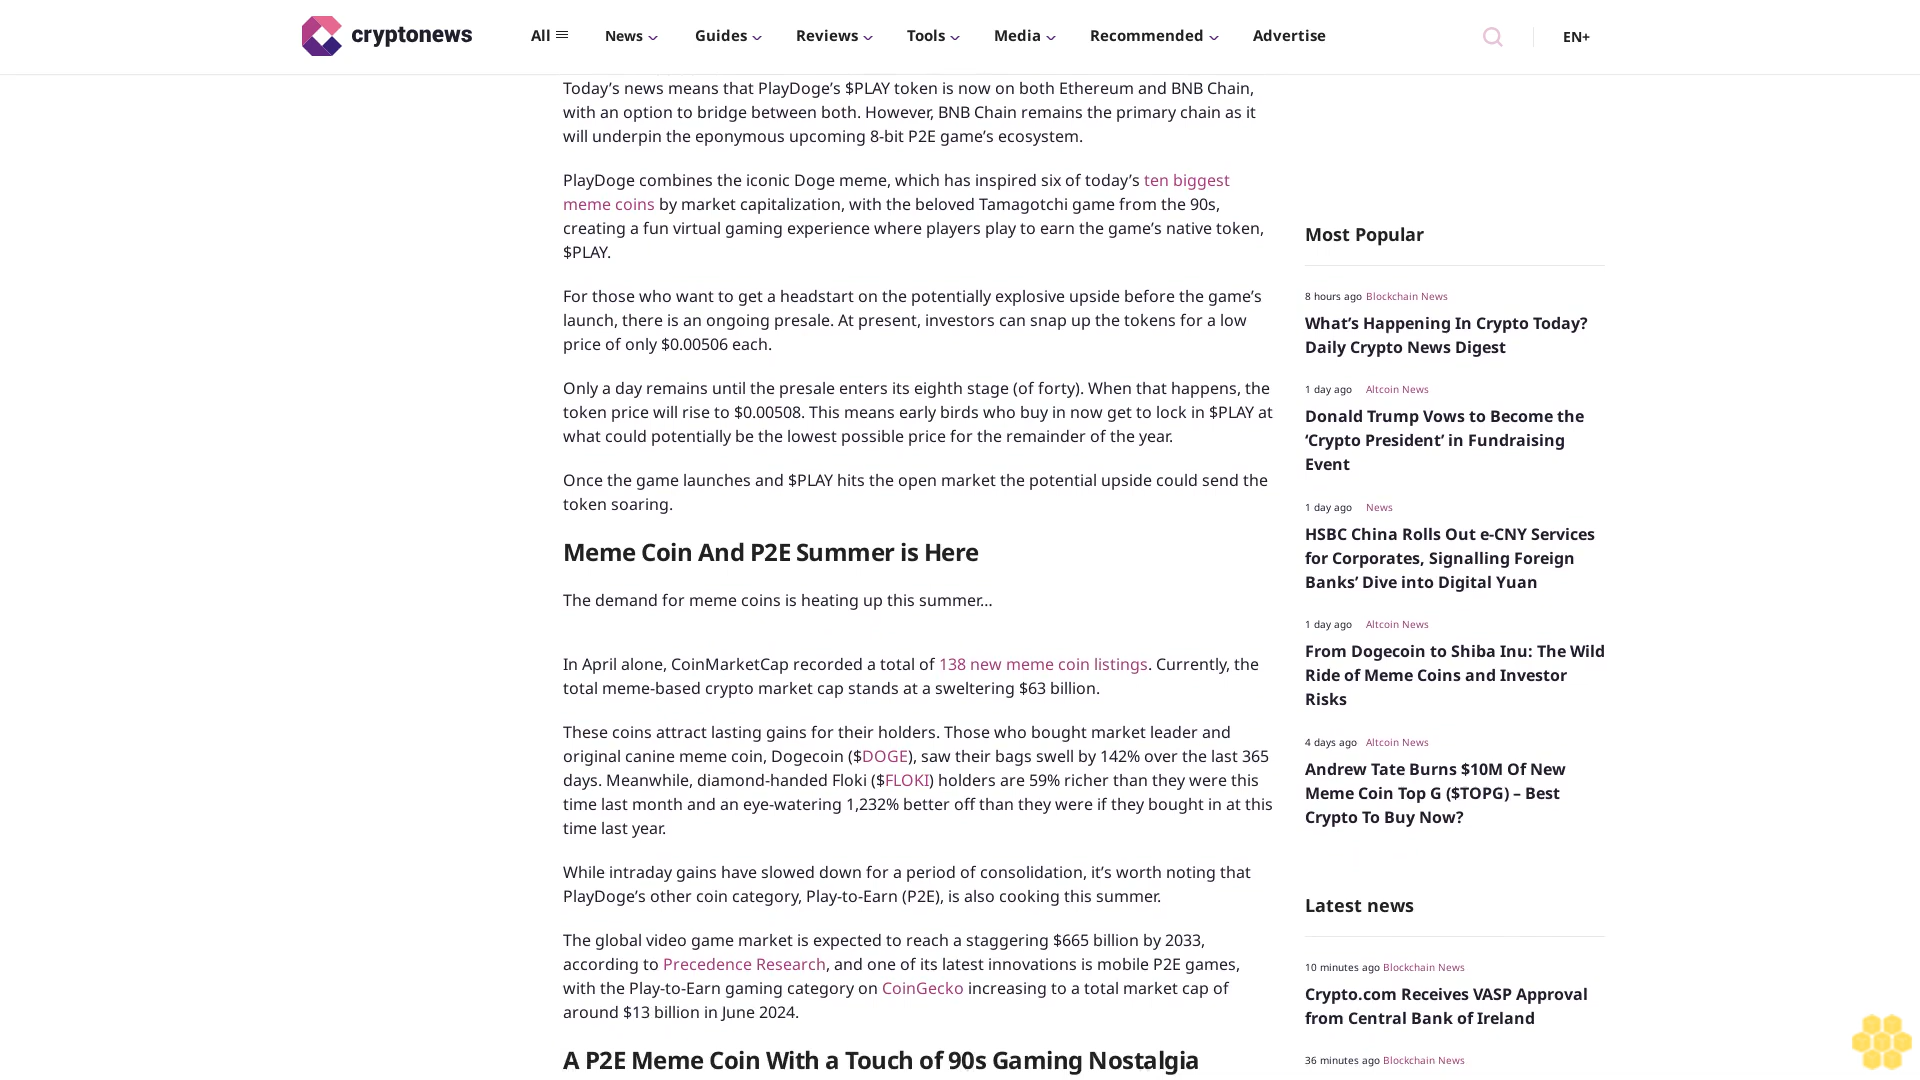 cryptonews
All
News
Guides
Reviews
Tools
Media
Recommended
Advertise
EN+
Today’s news means that PlayDoge’s $PLAY token is now on both Ethereum and BNB Chain,
with an option to bridge between both. However, BNB Chain remains the primary chain as it
will underpin the eponymous upcoming 8-bit P2E game’s ecosystem.
PlayDoge combines the iconic Doge meme, which has inspired six of today’s ten biggest
meme coins by market capitalization, with the beloved Tamagotchi game from the 90s,
creating a fun virtual gaming experience where players play to earn the game’s native token,
$PLAY.
For those who want to get a headstart on the potentially explosive upside before the game’s
launch, there is an ongoing presale. At present, investors can snap up the tokens for a low
price of only $0.00506 each.
Only a day remains until the presale enters its eighth stage (of forty). When that happens, the
token price will rise to $0.00508. This means early birds who buy in now get to lock in $PLAY at
what could potentially be the lowest possible price for the remainder of the year.
Once the game launches and $PLAY hits the open market the potential upside could send the
token soaring.
Meme Coin And P2E Summer is Here
The demand for meme coins is heating up this summer…
In April alone, CoinMarketCap recorded a total of 138 new meme coin listings. Currently, the
total meme-based crypto market cap stands at a sweltering $63 billion.
These coins attract lasting gains for their holders. Those who bought market leader and
original canine meme coin, Dogecoin ($DOGE), saw their bags swell by 142% over the last 365
days. Meanwhile, diamond-handed Floki ($FLOKI) holders are 59% richer than they were this
time last month and an eye-watering 1,232% better off than they were if they bought in at this
time last year.
While intraday gains have slowed down for a period of consolidation, it’s worth noting that
PlayDoge’s other coin category, Play-to-Earn (P2E), is also cooking this summer.
The global video game market is expected to reach a staggering $665 billion by 2033,
according to Precedence Research, and one of its latest innovations is mobile P2E games,
with the Play-to-Earn gaming category on CoinGecko increasing to a total market cap of
around $13 billion in June 2024.
A P2E Meme Coin With a Touch of 90s Gaming Nostalgia
Most Popular
8 hours ago Blockchain News
What’s Happening In Crypto Today?
Daily Crypto News Digest
1 day ago Altcoin News
Donald Trump Vows to Become the
‘Crypto President’ in Fundraising
Event
1 day ago News
HSBC China Rolls Out e-CNY Services
for Corporates, Signalling Foreign
Banks’ Dive into Digital Yuan
1 day ago Altcoin News
From Dogecoin to Shiba Inu: The Wild
Ride of Meme Coins and Investor
Risks
4 days ago Altcoin News
Andrew Tate Burns $10M Of New
Meme Coin Top G ($TOPG) – Best
Crypto To Buy Now?
Latest news
10 minutes ago Blockchain News
Crypto.com Receives VASP Approval
from Central Bank of Ireland
36 minutes ago Blockchain News